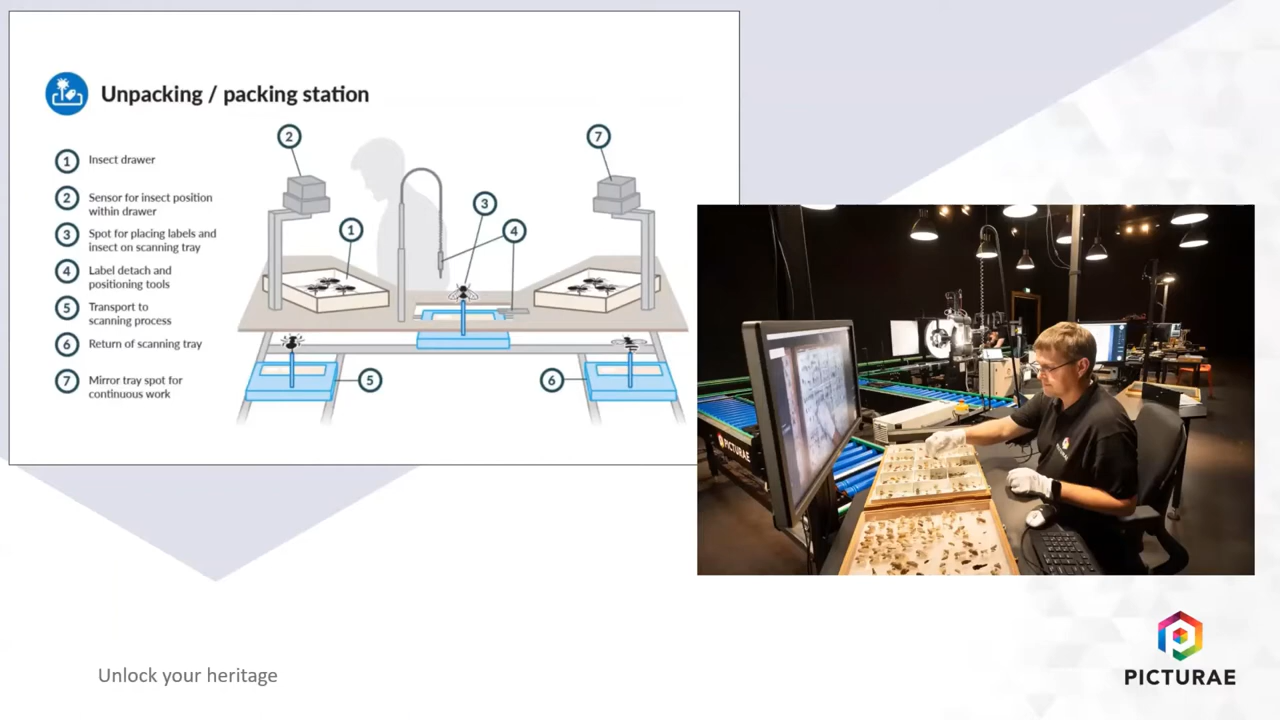 Unpacking / packing station
1 Insect drawer
2 Sensor for insect position
within drawer
3 Spot for placing labels and
insect on scanning tray
4 Label detach and
positioning tools
5 Transport to
scanning process
6 Return of scanning tray
7 Mirror tray spot for
continuous work
2
7
3
1
4
5
6
PICTURAE
PICTURAE
Unlock your heritage
PICTURAE